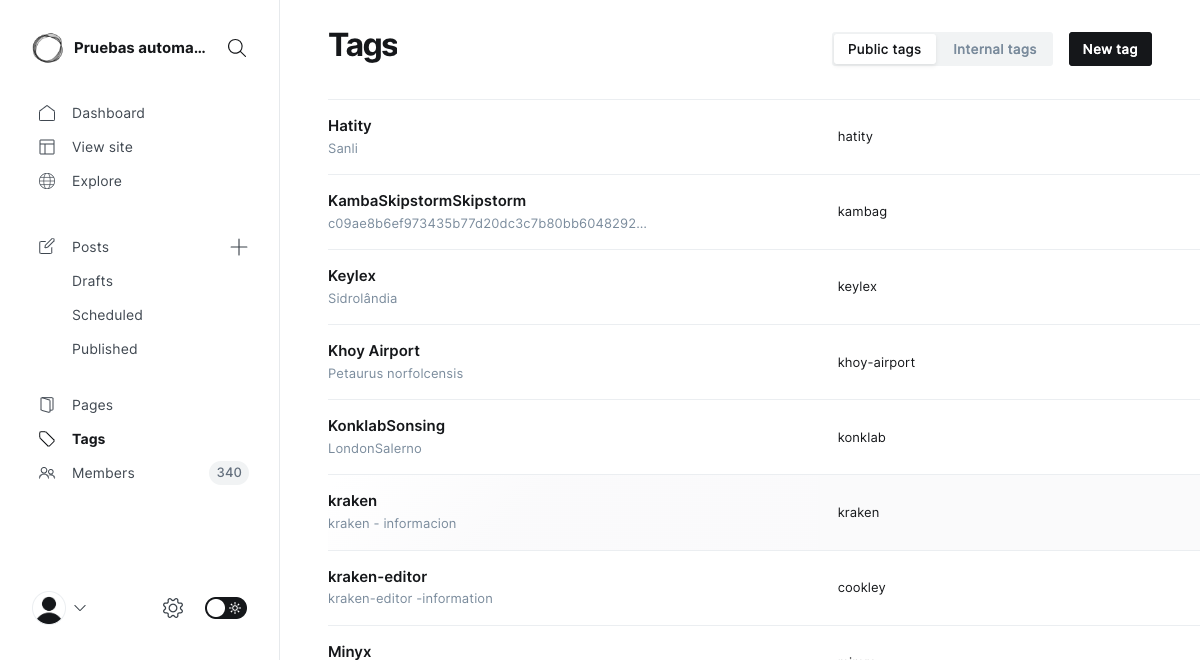 Pruebas automa...
Dashboard
View site
Explore
Posts
Drafts
Scheduled
Published
Pages
Tags
Members
340
Tags
Public tags
Internal tags
New tag
Hatity
Sanli
hatity
KambaSkipstormSkipstorm
c09ae8b6ef973435b77d20dc3c7b80bb6048292...
kambag
Keylex
Sidrolândia
keylex
Khoy Airport
Petaurus norfolcensis
khoy-airport
KonklabSonsing
LondonSalerno
konklab
kraken
kraken - informacion
kraken
kraken-editor
kraken-editor -information
cookley
Minyx